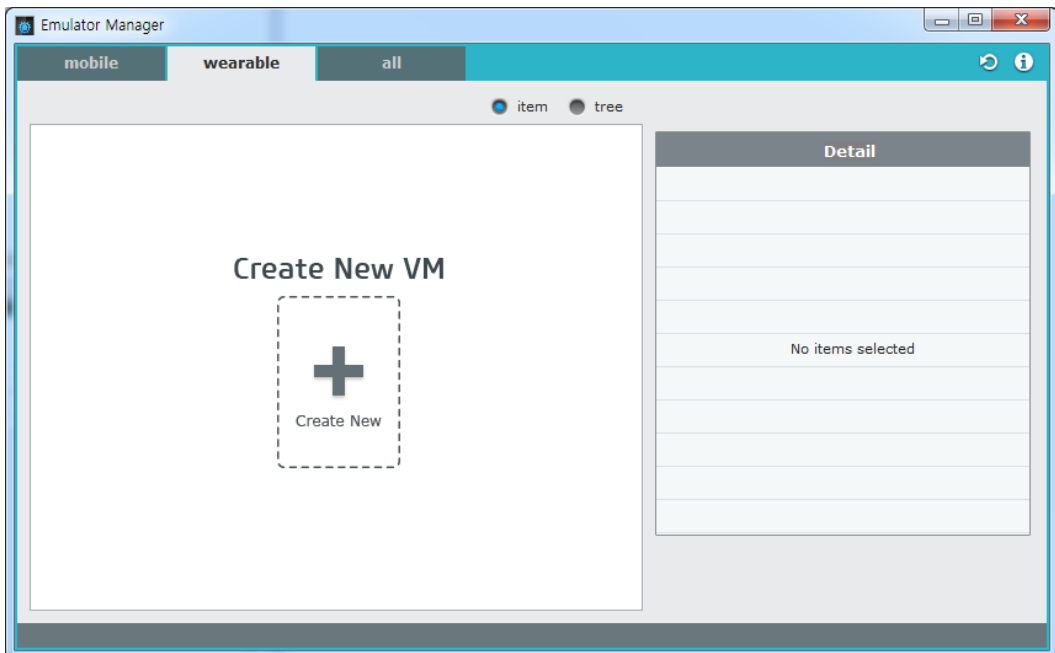 Emulator Manager
mobile
wearable
all
item
tree
Create New VM
Create New
Detail
No items selected